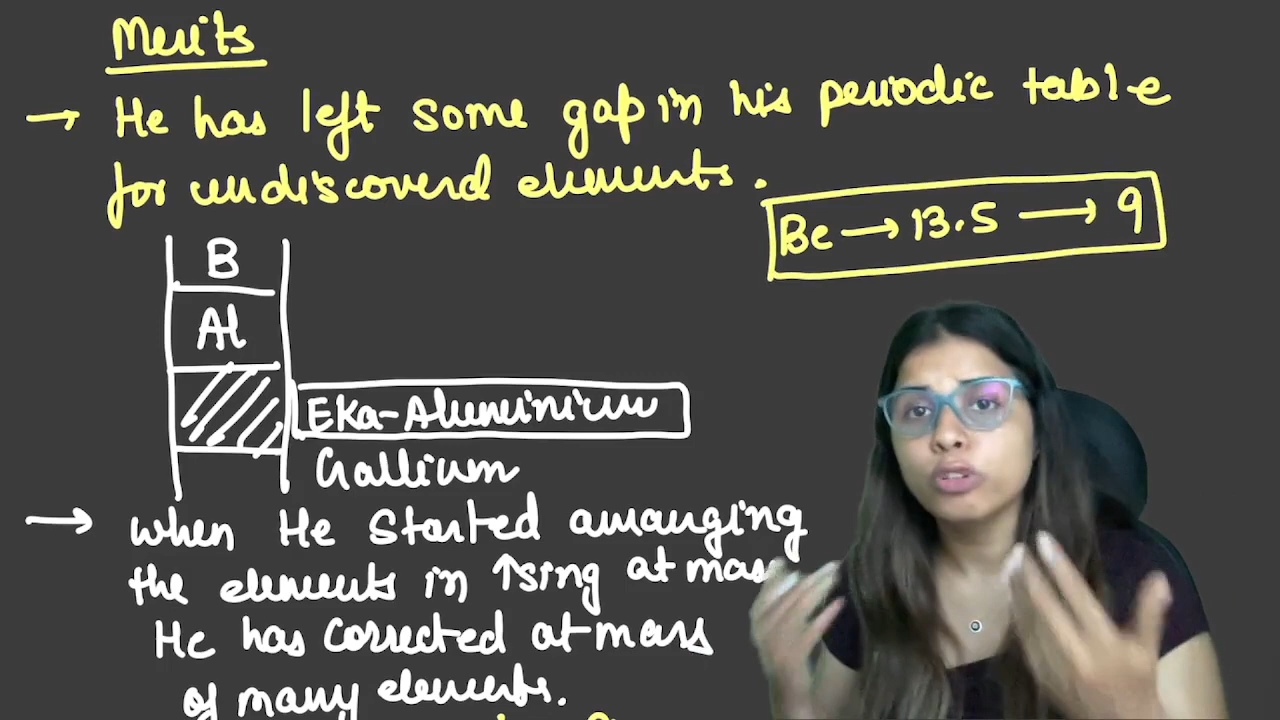 Merits
→ He has left some gap in his periodic table
for undiscoverd elements.
Be → 13.5 → 9
B
Al
Eka-Aluminium
Gallium
→ when He started arranging
the elements in ↑sing at mass
He has corrected at mass
of many elements.